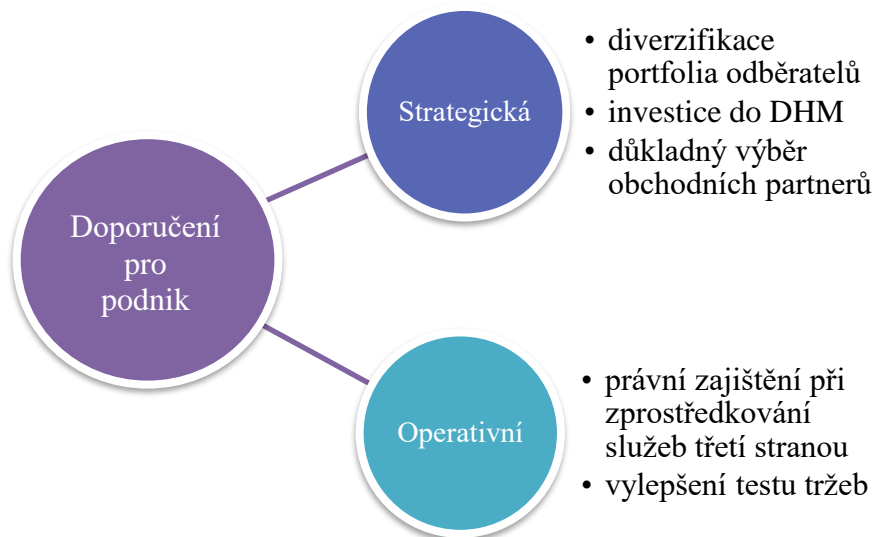 Doporučení
pro
podnik
Strategická
• diverzifikace
portfolia odběratelů
• investice do DHM
• důkladný výběr
obchodních partnerů
Operativní
• právní zajištění při
zprostředkování
služeb třetí stranou
• vylepšení testu tržeb